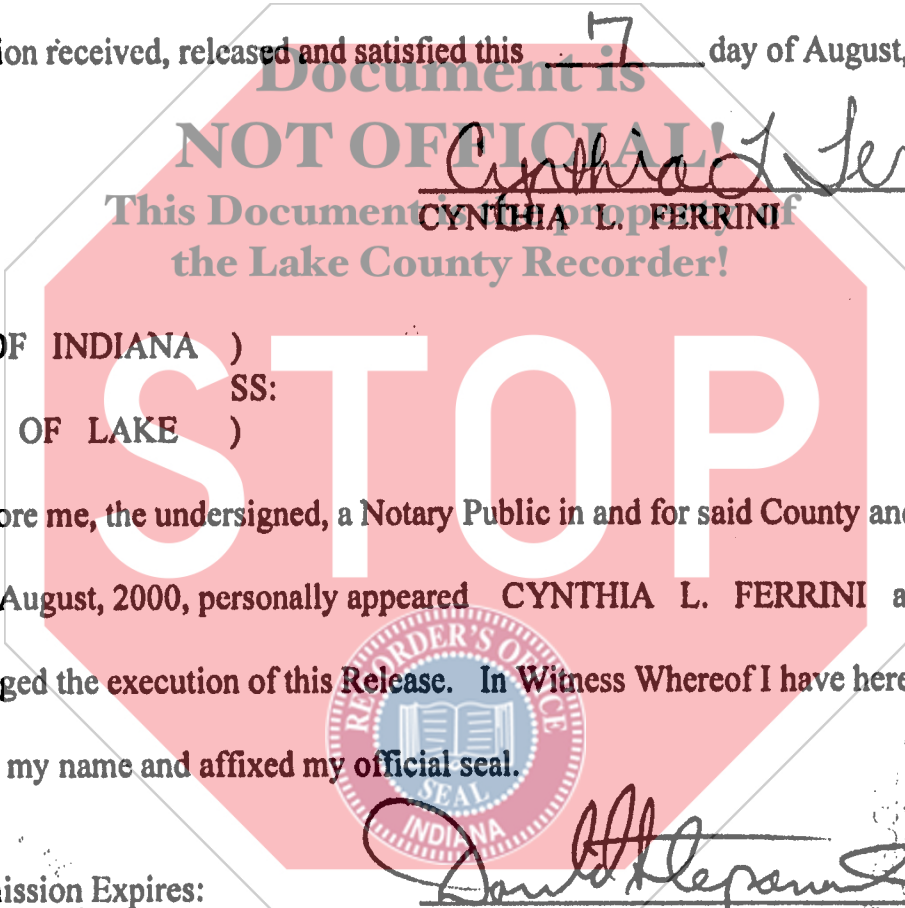 ion received, released and satisfied this 7 day of August,
Document is
NOT OFFICIAL!
Cynthia L
This Document is the property of
CYNTHIA L. FERRINI
the Lake County Recorder!
OF INDIANA )
SS:
OF LAKE )
STOP
ore me, the undersigned, a Notary Public in and for said County and
August, 2000, personally appeared CYNTHIA L. FERRINI a
RECORDER'S OFFICE
ged the execution of this Release. In Witness Whereof I have here
my name and affixed my official seal.
SEAL
INDIANA
ission Expires: